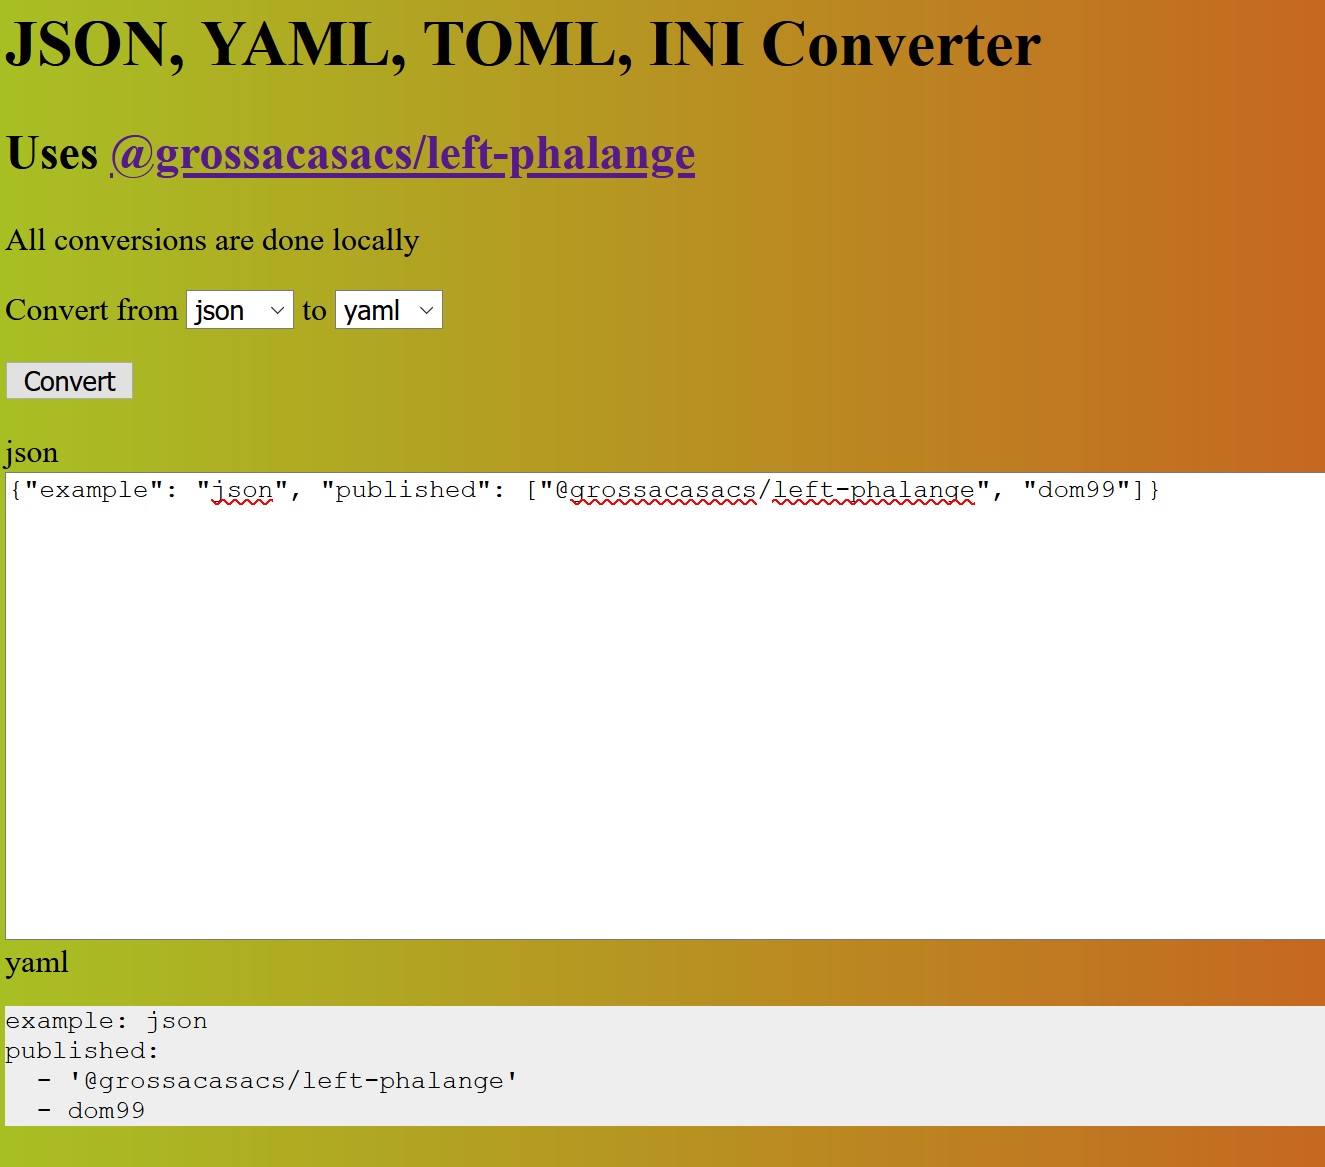 JSON, YAML, TOML, INI Converter
Uses @grossacasacs/left-phalange
All conversions are done locally
Convert from json to yaml
Convert
json
{"example": "json", "published": ["@grossacasacs/left-phalange", "dom99"]}
yaml
example: json
published:
  - '@grossacasacs/left-phalange'
  - dom99